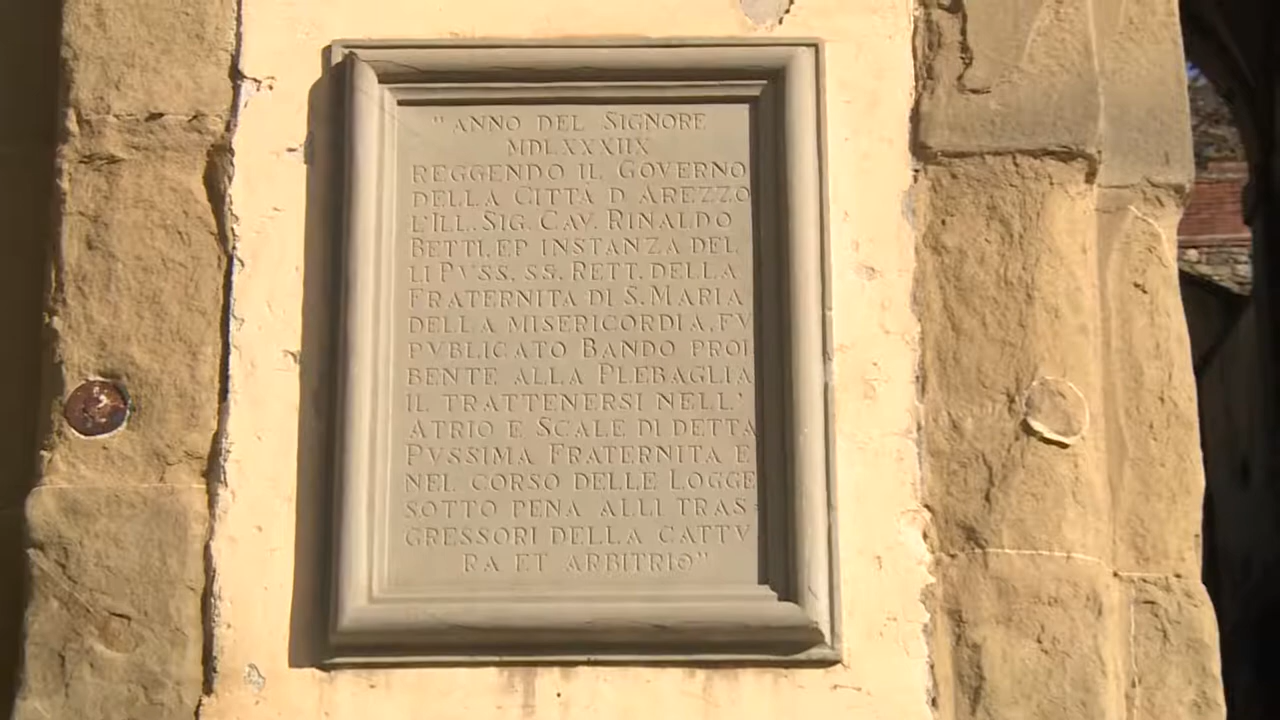 " ANNO DEL SIGNORE
MDLXXXIIX
REGGENDO IL GOVERNO
DELLA CITTA D AREZZO
L'ILL. SIG. CAV. RINALDO
BETTI, EP INSTANZA DEL
LI PVSS. SS. RETT. DELLA
FRATERNITA DI S. MARIA
DELLA MISERICORDIA, FV
PVBLICATO BANDO PROI
BENTE ALLA PLEBAGLIA
IL TRATTENERSI NELL'
ATRIO E SCALE DI DETTA
PVSSIMA FRATERNITA E
NEL CORSO DELLE LOGGE
SOTTO PENA ALLI TRAS-
GRESSORI DELLA CATTV
RA ET ARBITRIO"